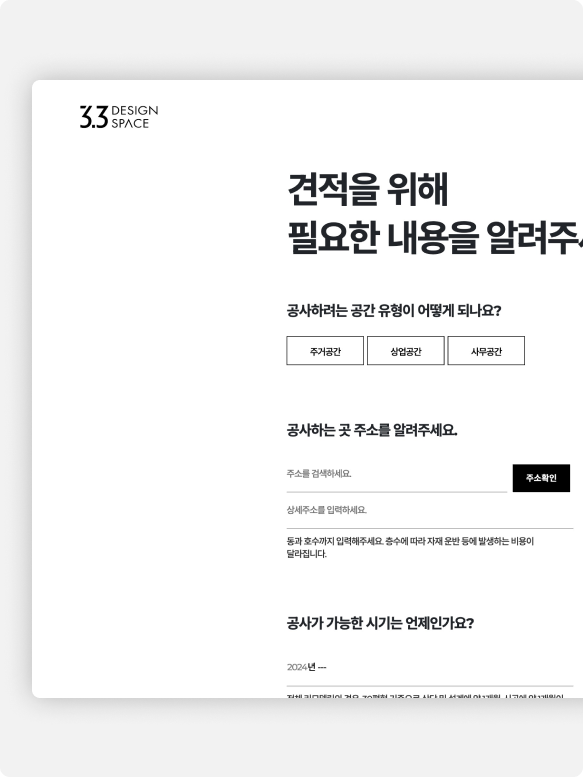 3.3 DESIGN
SPACE
견적을 위해
필요한 내용을 알려주
공사하려는 공간 유형이 어떻게 되나요?
주거공간 상업공간 사무공간
공사하는 곳 주소를 알려주세요.
주소를 검색하세요. 주소확인
상세주소를 입력하세요.
동과 호수까지 입력해주세요. 층수에 따라 자재 운반 등에 발생하는 비용이
달라집니다.
공사가 가능한 시기는 언제인가요?
2024년 ---